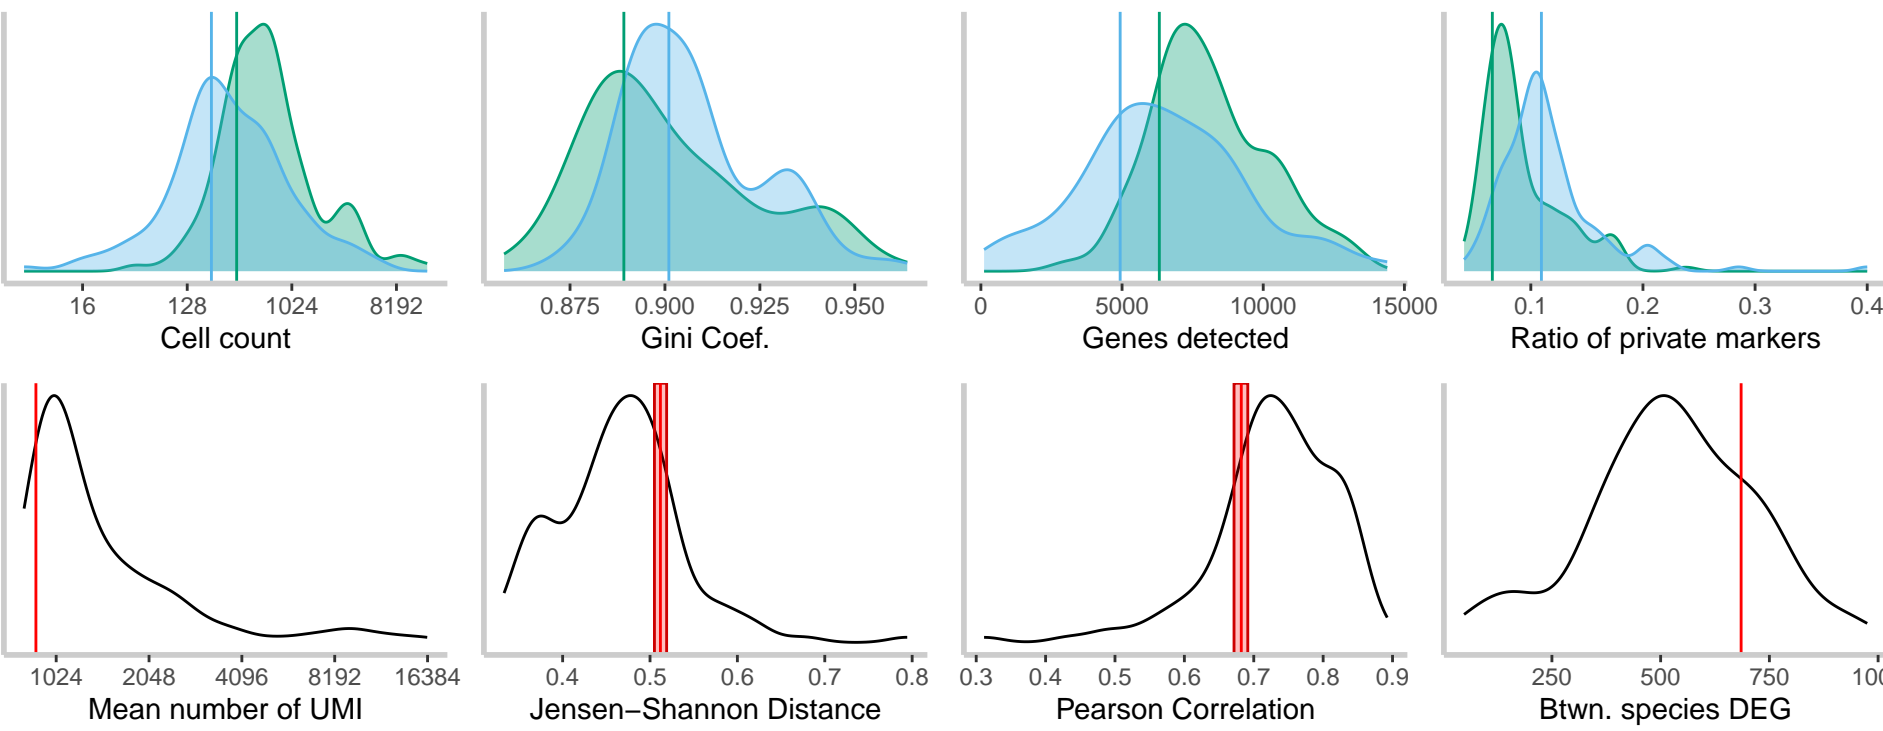 16 128 1024 8192
Cell count
0.875 0.900 0.925 0.950
Gini Coef.
0 5000 10000 15000
Genes detected
0.1 0.2 0.3 0.4
Ratio of private markers
1024 2048 4096 8192 16384
Mean number of UMI
0.4 0.5 0.6 0.7 0.8
Jensen−Shannon Distance
0.3 0.4 0.5 0.6 0.7 0.8 0.9
Pearson Correlation
250 500 750 100
Btwn. species DEG